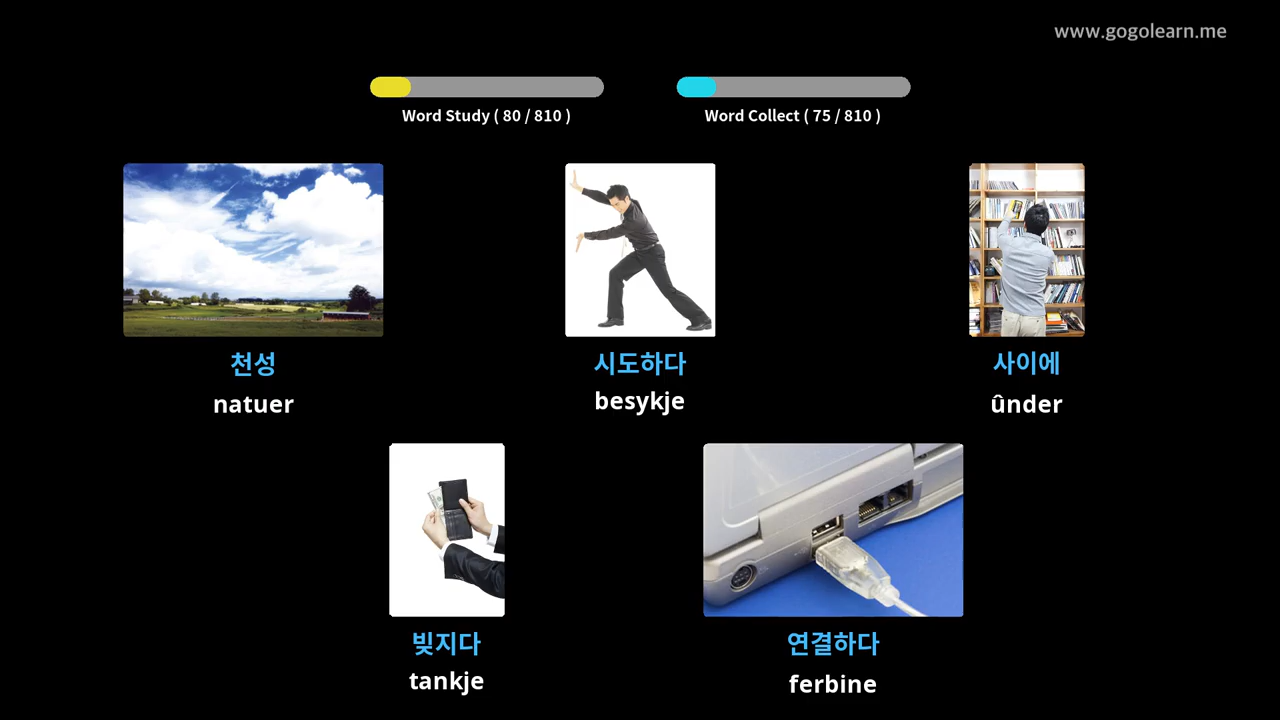 www.gogolearn.me
Word Study ( 80 / 810 )
Word Collect ( 75 / 810 )
천성
natuer
시도하다
besykje
사이에
ûnder
빚지다
tankje
연결하다
ferbine